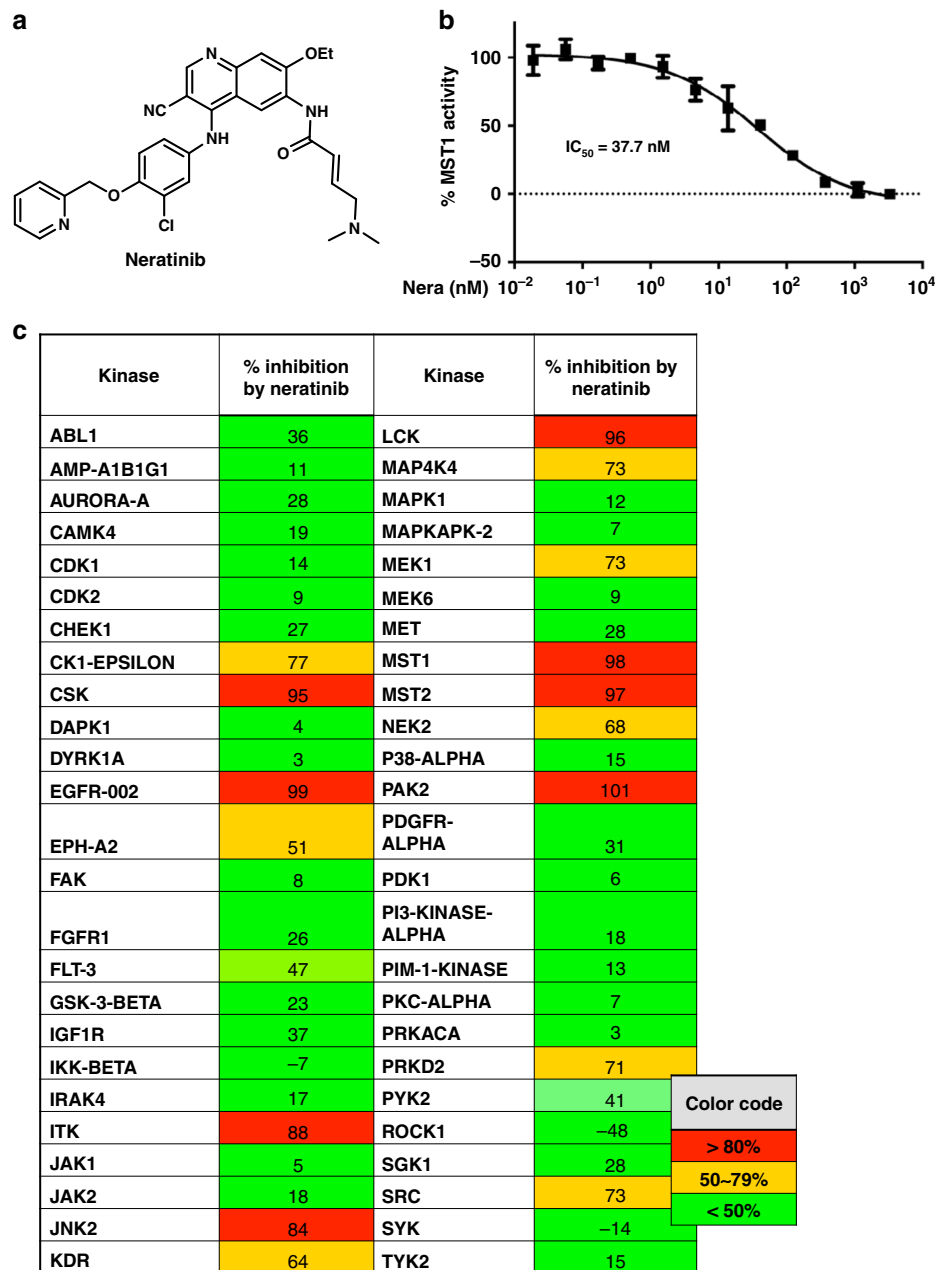 a
N
OEt
NC
NH
NH
O
O
N
Cl
N
Neratinib
b
% MST1 activity
100
50
0
−50
IC50 = 37.7 nM
Nera (nM) 10−2 10−1 100 101 102 103 104
c
Kinase % inhibition by neratinib Kinase % inhibition by neratinib
ABL1 36 LCK 96
AMP-A1B1G1 11 MAP4K4 73
AURORA-A 28 MAPK1 12
CAMK4 19 MAPKAPK-2 7
CDK1 14 MEK1 73
CDK2 9 MEK6 9
CHEK1 27 MET 28
CK1-EPSILON 77 MST1 98
CSK 95 MST2 97
DAPK1 4 NEK2 68
DYRK1A 3 P38-ALPHA 15
EGFR-002 99 PAK2 101
EPH-A2 51 PDGFR-ALPHA 31
FAK 8 PDK1 6
FGFR1 26 PI3-KINASE-ALPHA 18
FLT-3 47 PIM-1-KINASE 13
GSK-3-BETA 23 PKC-ALPHA 7
IGF1R 37 PRKACA 3
IKK-BETA −7 PRKD2 71
IRAK4 17 PYK2 41
ITK 88 ROCK1 −48
JAK1 5 SGK1 28
JAK2 18 SRC 73
JNK2 84 SYK −14
KDR 64 TYK2 15
Color code
> 80%
50~79%
< 50%